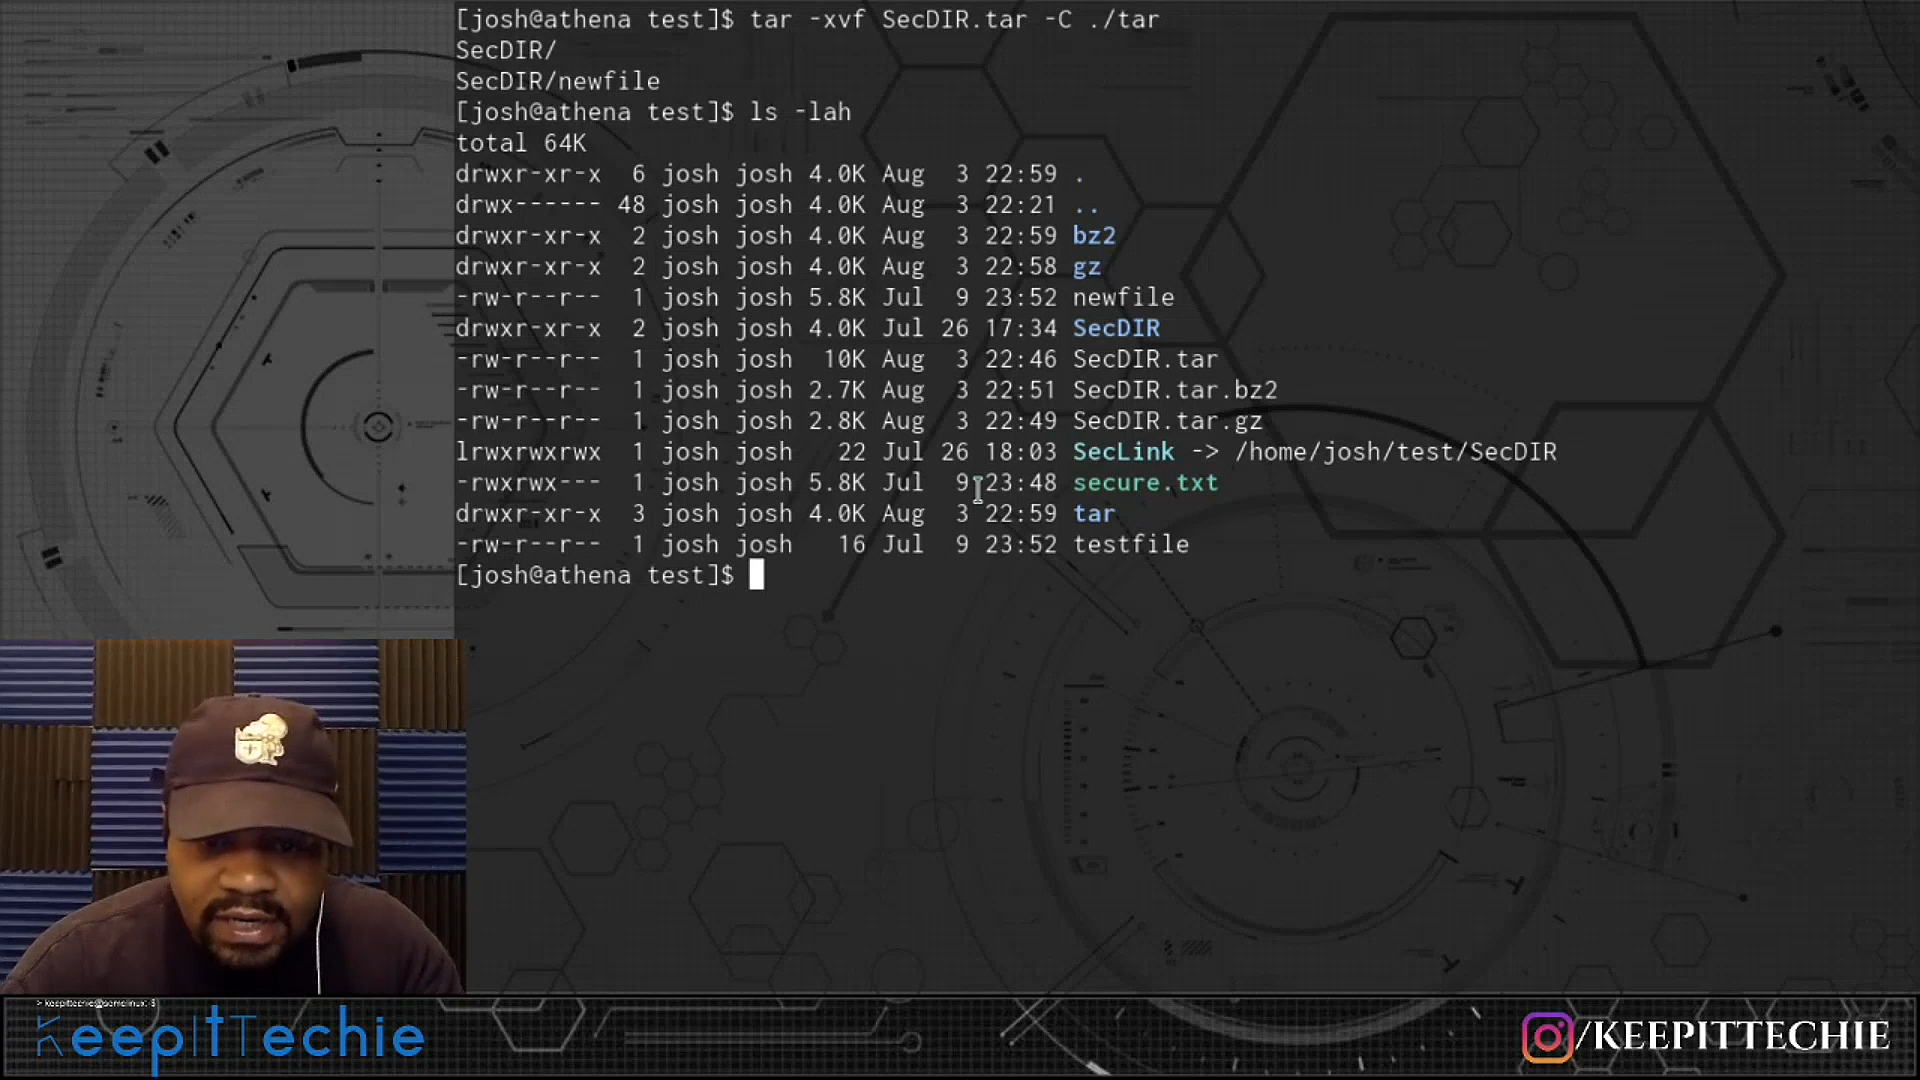 [josh@athena test]$ tar -xvf SecDIR.tar -C ./tar
SecDIR/
SecDIR/newfile
[josh@athena test]$ ls -lah
total 64K
drwxr-xr-x  6 josh josh 4.0K Aug  3 22:59 .
drwx------ 48 josh josh 4.0K Aug  3 22:21 ..
drwxr-xr-x  2 josh josh 4.0K Aug  3 22:59 bz2
drwxr-xr-x  2 josh josh 4.0K Aug  3 22:58 gz
-rw-r--r--  1 josh josh 5.8K Jul  9 23:52 newfile
drwxr-xr-x  2 josh josh 4.0K Jul 26 17:34 SecDIR
-rw-r--r--  1 josh josh  10K Aug  3 22:46 SecDIR.tar
-rw-r--r--  1 josh josh 2.7K Aug  3 22:51 SecDIR.tar.bz2
-rw-r--r--  1 josh josh 2.8K Aug  3 22:49 SecDIR.tar.gz
lrwxrwxrwx  1 josh josh   22 Jul 26 18:03 SecLink -> /home/josh/test/SecDIR
-rwxrwx---  1 josh josh 5.8K Jul  9 23:48 secure.txt
drwxr-xr-x  3 josh josh 4.0K Aug  3 22:59 tar
-rw-r--r--  1 josh josh   16 Jul  9 23:52 testfile
[josh@athena test]$
> keepittechie@somelinux:-$
KeepItTechie
/KEEPITTECHIE